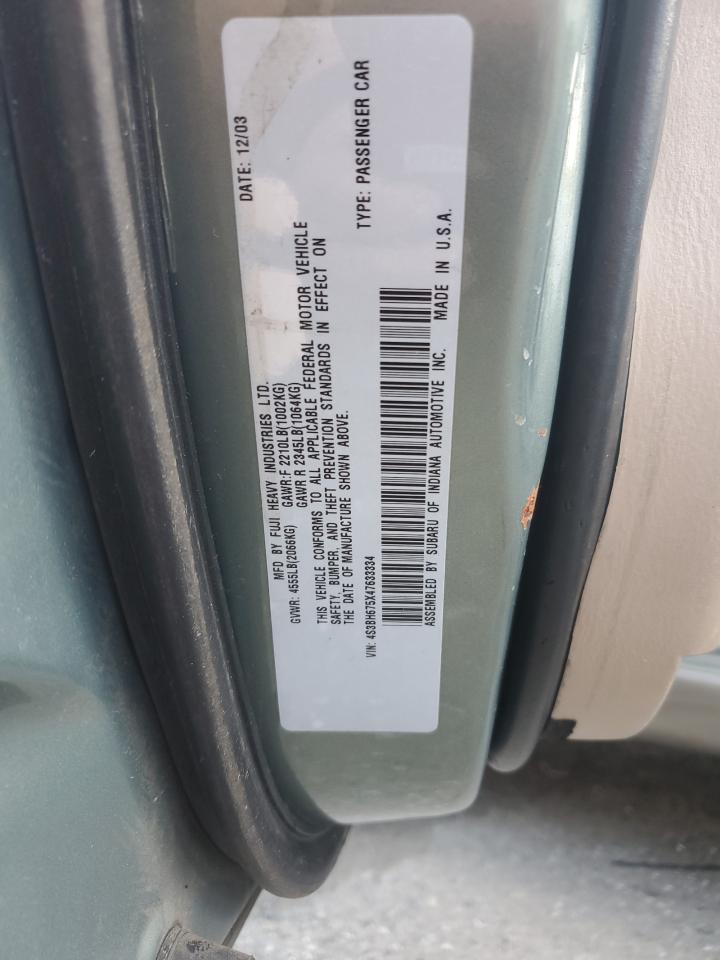 MFD BY FUJI HEAVY INDUSTRIES LTD. DATE: 12/03
GVWR: 4555LB(2066KG) GAWR:F 2210LB(1002KG)
GAWR R 2345LB(1064KG)
THIS VEHICLE CONFORMS TO ALL APPLICABLE FEDERAL MOTOR VEHICLE
SAFETY, BUMPER, AND THEFT PREVENTION STANDARDS IN EFFECT ON
THE DATE OF MANUFACTURE SHOWN ABOVE.
VIN: 4S3BH675X47633334 TYPE: PASSENGER CAR
ASSEMBLED BY SUBARU OF INDIANA AUTOMOTIVE INC. MADE IN U.S.A.